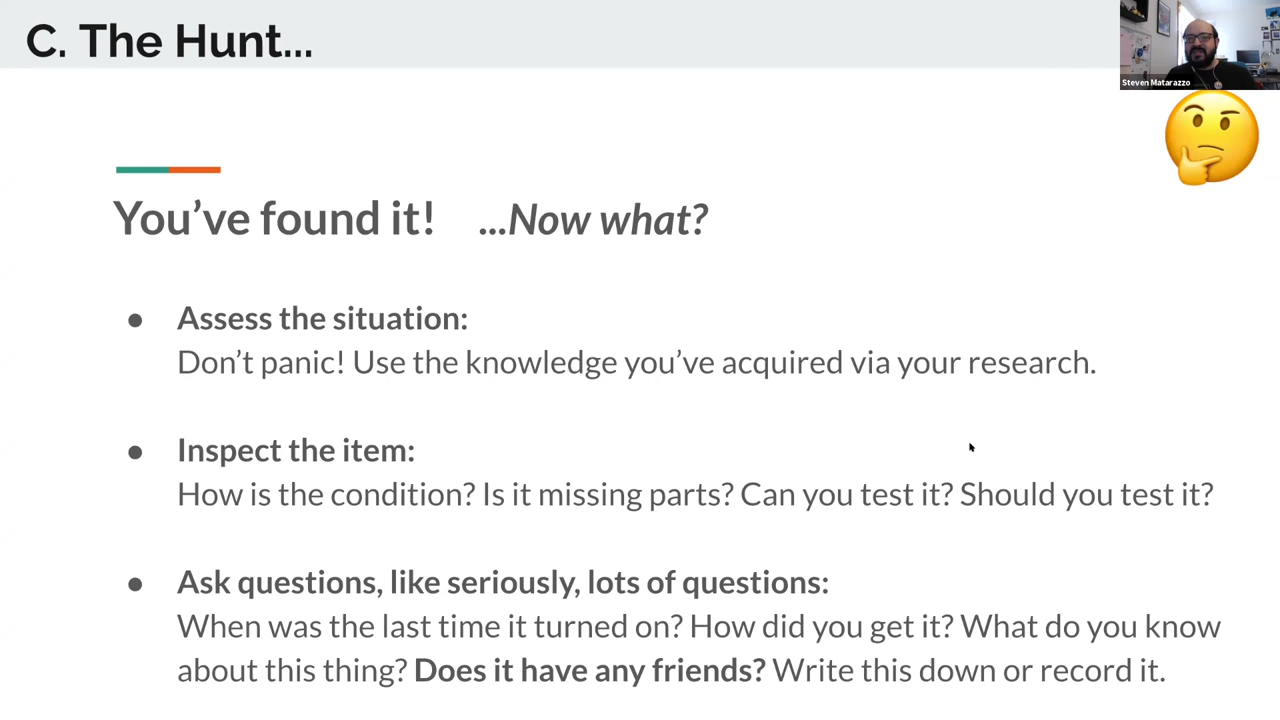 C. The Hunt...
Steven Matarazzo
You’ve found it! ...Now what?
● Assess the situation:
Don’t panic! Use the knowledge you’ve acquired via your research.
● Inspect the item:
How is the condition? Is it missing parts? Can you test it? Should you test it?
● Ask questions, like seriously, lots of questions:
When was the last time it turned on? How did you get it? What do you know
about this thing? Does it have any friends? Write this down or record it.